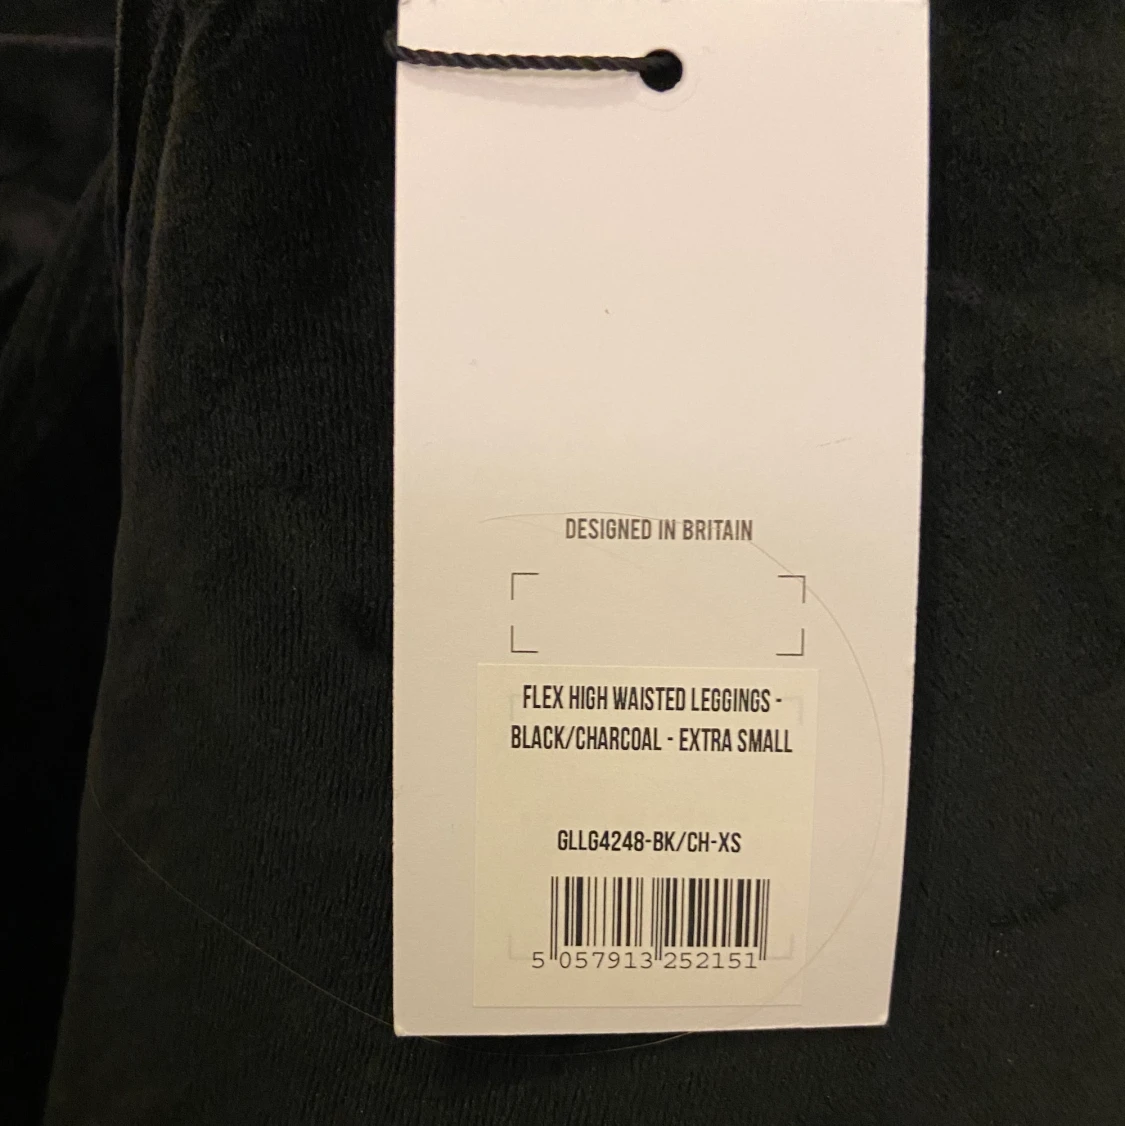 DESIGNED IN BRITAIN
FLEX HIGH WAISTED LEGGINGS -
BLACK/CHARCOAL - EXTRA SMALL
GLLG4248-BK/CH-XS
5 057913 252151